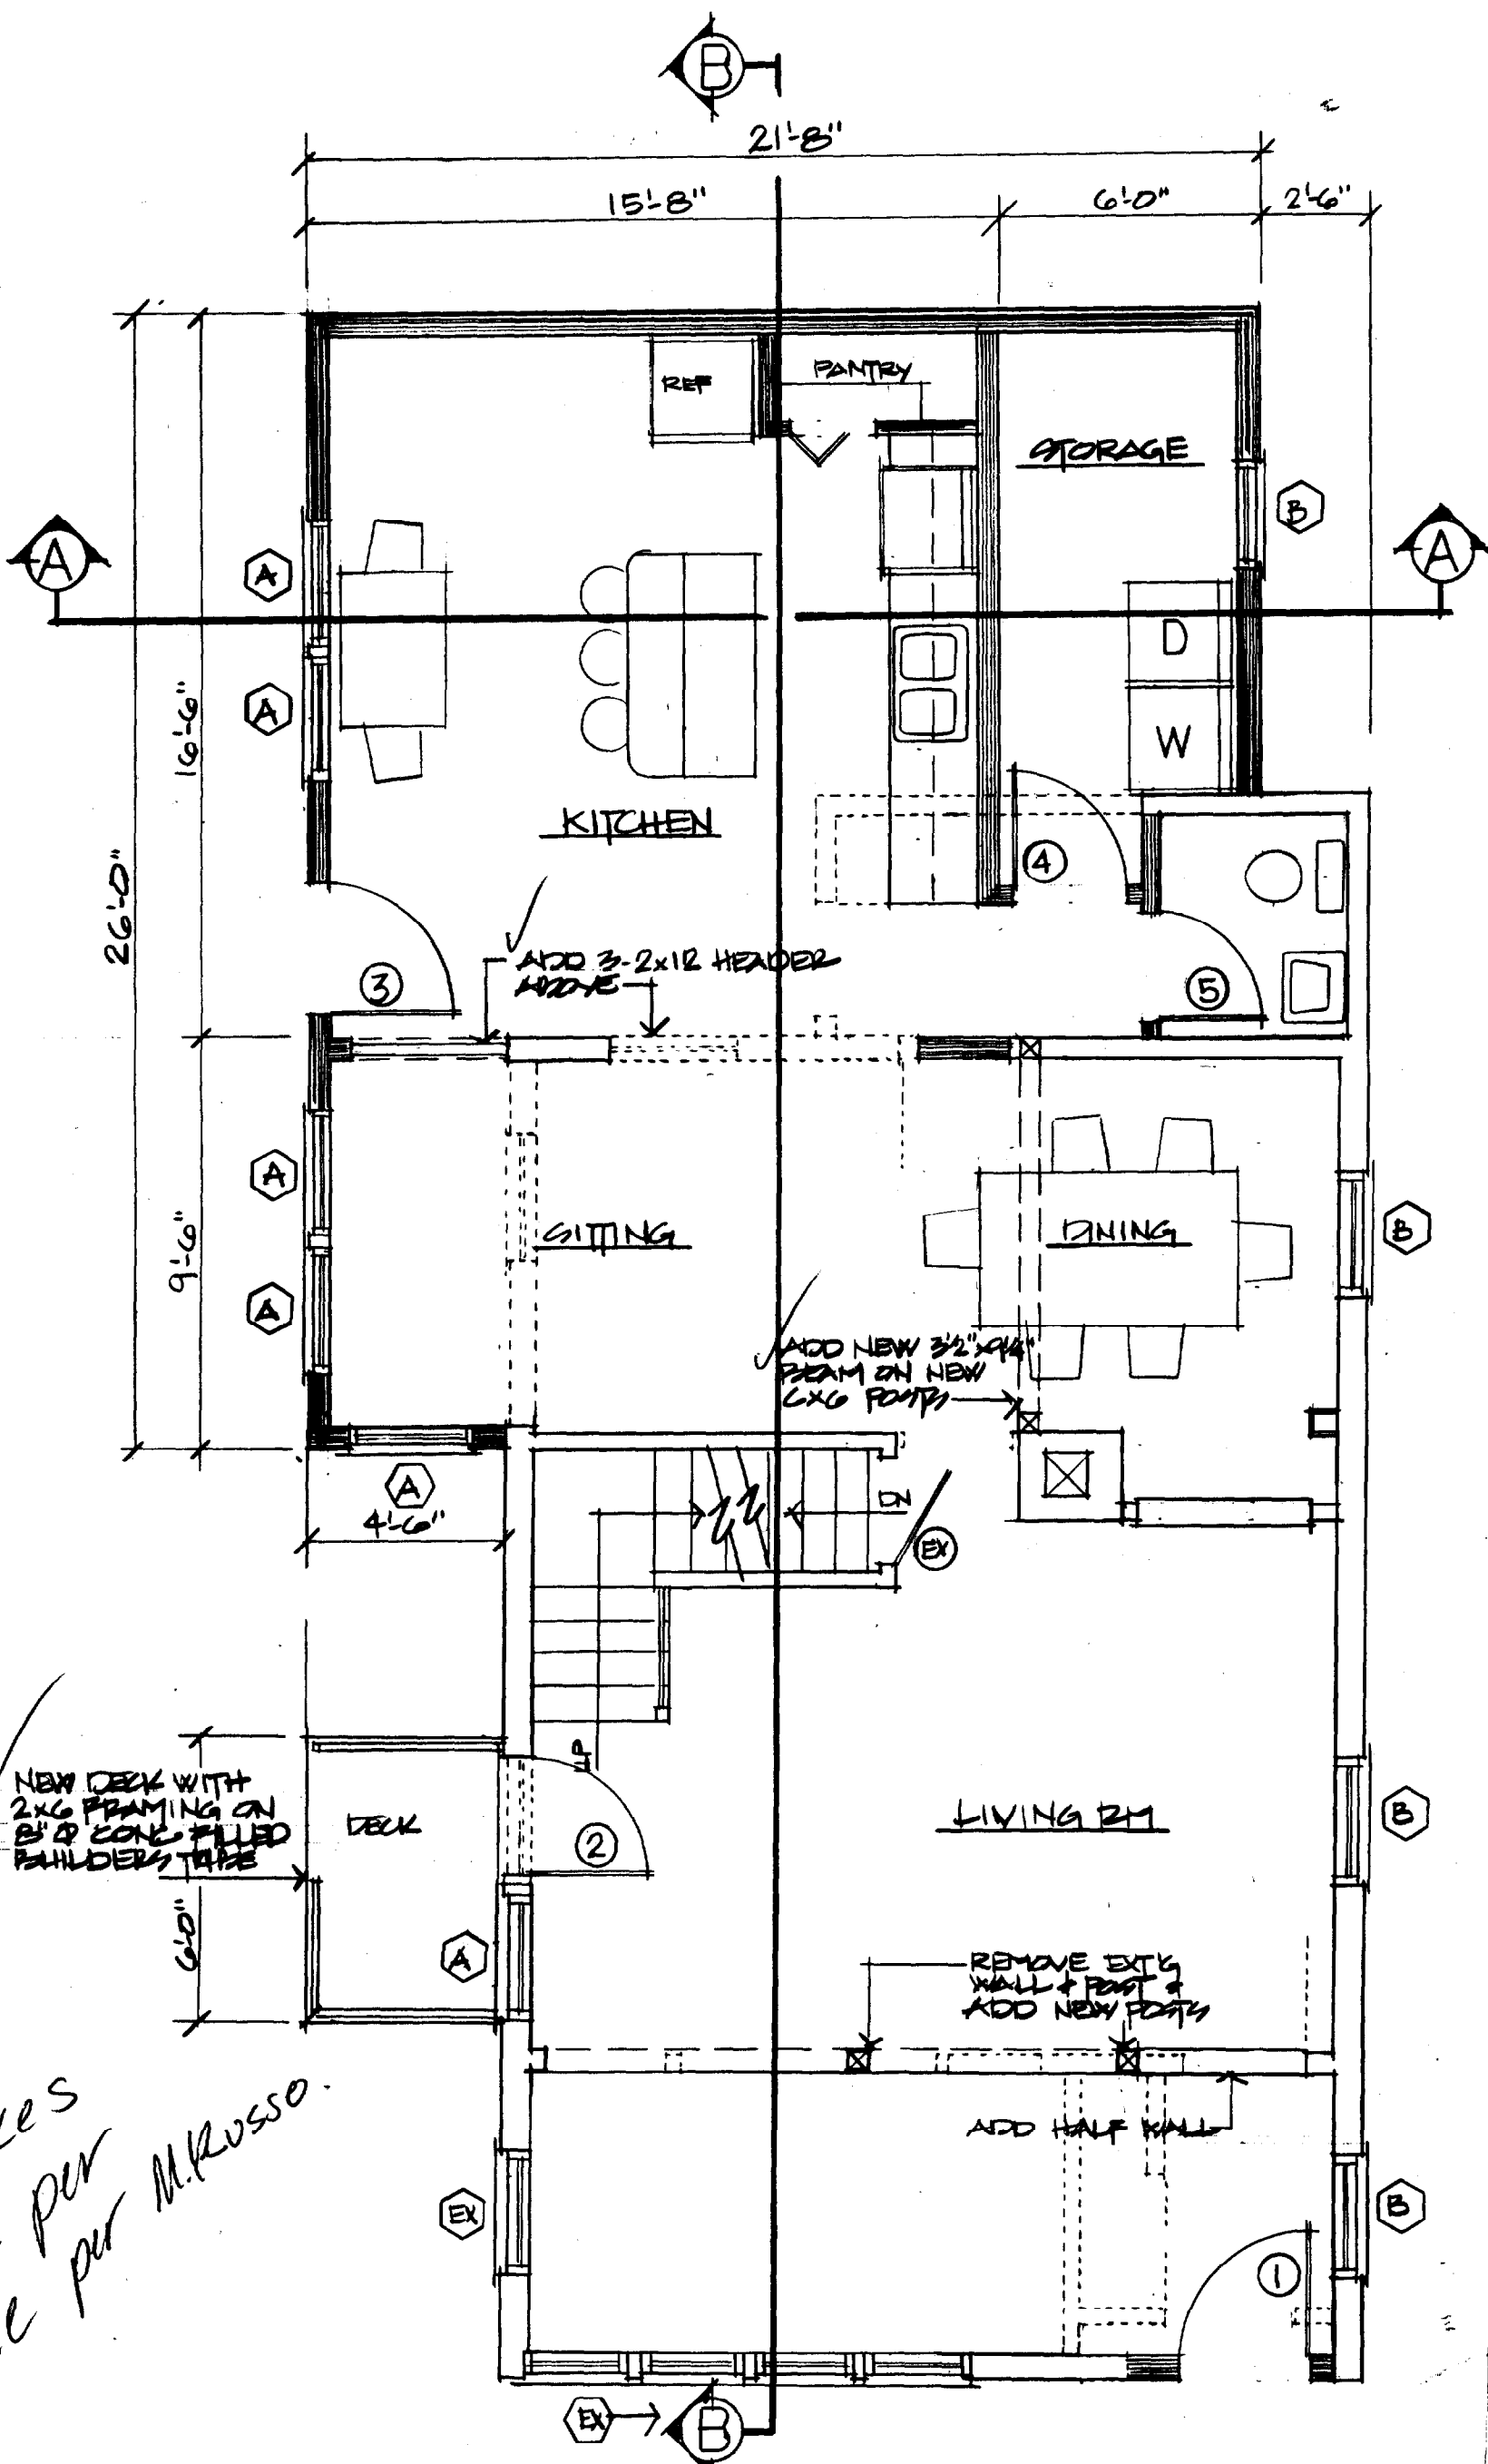 B
21'-8"
15'-8"
6'-0"
2'-6"
REF
PANTRY
STORAGE
B
A
A
A
D
A
W
16'-6"
KITCHEN
4
26'-0"
ADD 3-2x12 HEADER
ABOVE
3
5
A
9'-6"
SITTING
DINING
B
A
ADD NEW 3½"x9¼"
BEAM ON NEW
6x6 POSTS
A
4'-6"
DN
EX
UP
NEW DECK WITH
2x6 FRAMING ON
8" Φ CONC FILLED
BUILDERS TUBE
DECK
2
LIVING RM
B
6'-0"
A
REMOVE EXT'G
WALL & POST &
ADD NEW POSTS
ADD HALF WALL
per
per M.Russo.
EX
B
1
EX
B